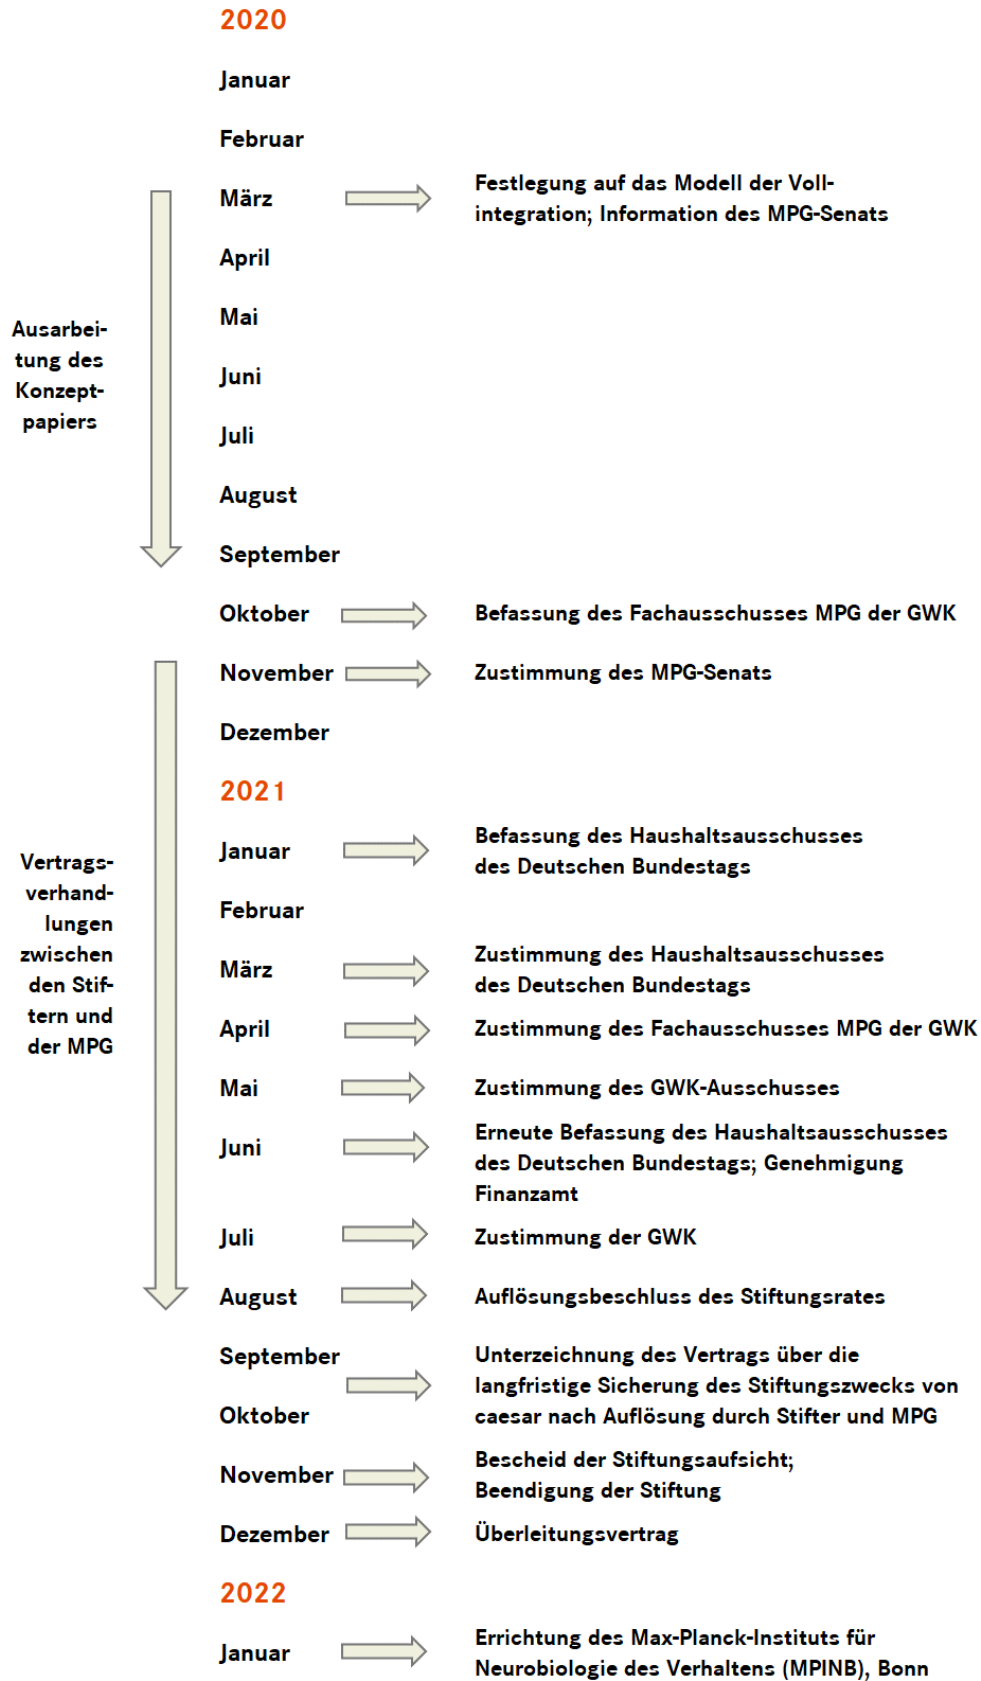 2020
Januar
Februar
März
Festlegung auf das Modell der Voll-
integration; Information des MPG-Senats
April
Mai
Juni
Juli
August
September
Ausarbei-
tung des
Konzept-
papiers
Oktober
Befassung des Fachausschusses MPG der GWK
November
Zustimmung des MPG-Senats
Dezember
2021
Januar
Befassung des Haushaltsausschusses
des Deutschen Bundestags
Februar
März
Zustimmung des Haushaltsausschusses
des Deutschen Bundestags
April
Zustimmung des Fachausschusses MPG der GWK
Mai
Zustimmung des GWK-Ausschusses
Juni
Erneute Befassung des Haushaltsausschusses
des Deutschen Bundestags; Genehmigung
Finanzamt
Juli
Zustimmung der GWK
August
Auflösungsbeschluss des Stiftungsrates
Vertrags-
verhand-
lungen
zwischen
den Stif-
tern und
der MPG
September
Oktober
Unterzeichnung des Vertrags über die
langfristige Sicherung des Stiftungszwecks von
caesar nach Auflösung durch Stifter und MPG
November
Bescheid der Stiftungsaufsicht;
Beendigung der Stiftung
Dezember
Überleitungsvertrag
2022
Januar
Errichtung des Max-Planck-Instituts für
Neurobiologie des Verhaltens (MPINB), Bonn